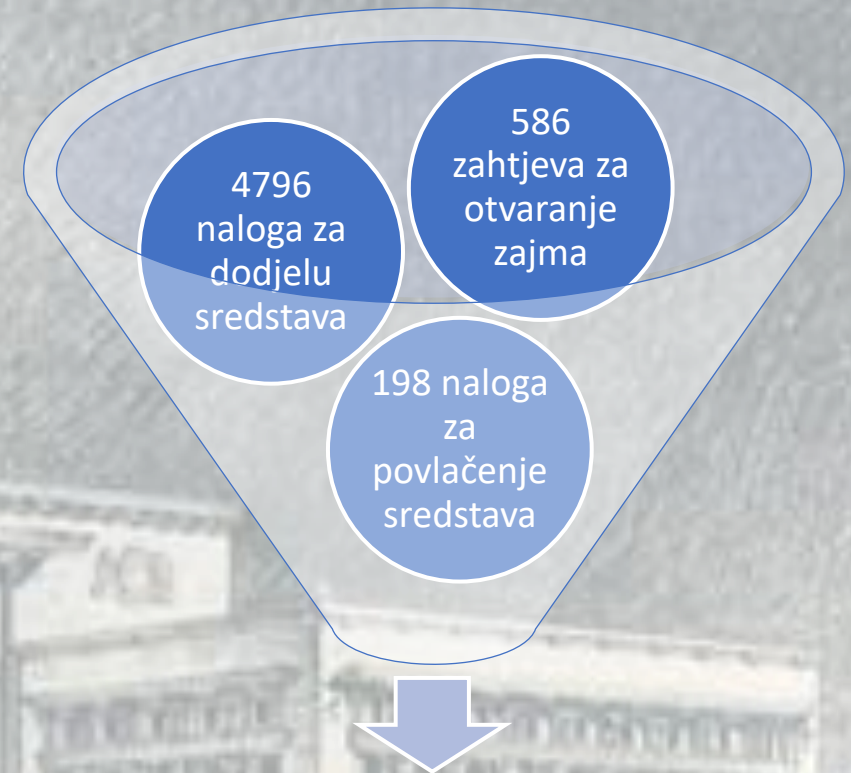 4796
naloga za
dodjelu
sredstava
586
zahtjeva za
otvaranje
zajma
198 naloga
za
povlačenje
sredstava